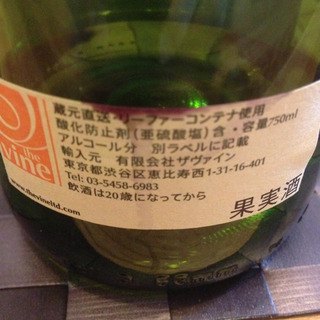 the
vine
www.thevineltd.com
蔵元直送・リーファーコンテナ使用
酸化防止剤(亜硫酸塩)含・容量750ml
アルコール分　別ラベルに記載
輸入元　有限会社ザヴァイン
東京都渋谷区恵比寿西1-31-16-401
Tel: 03-5458-6983
飲酒は20歳になってから
果実酒